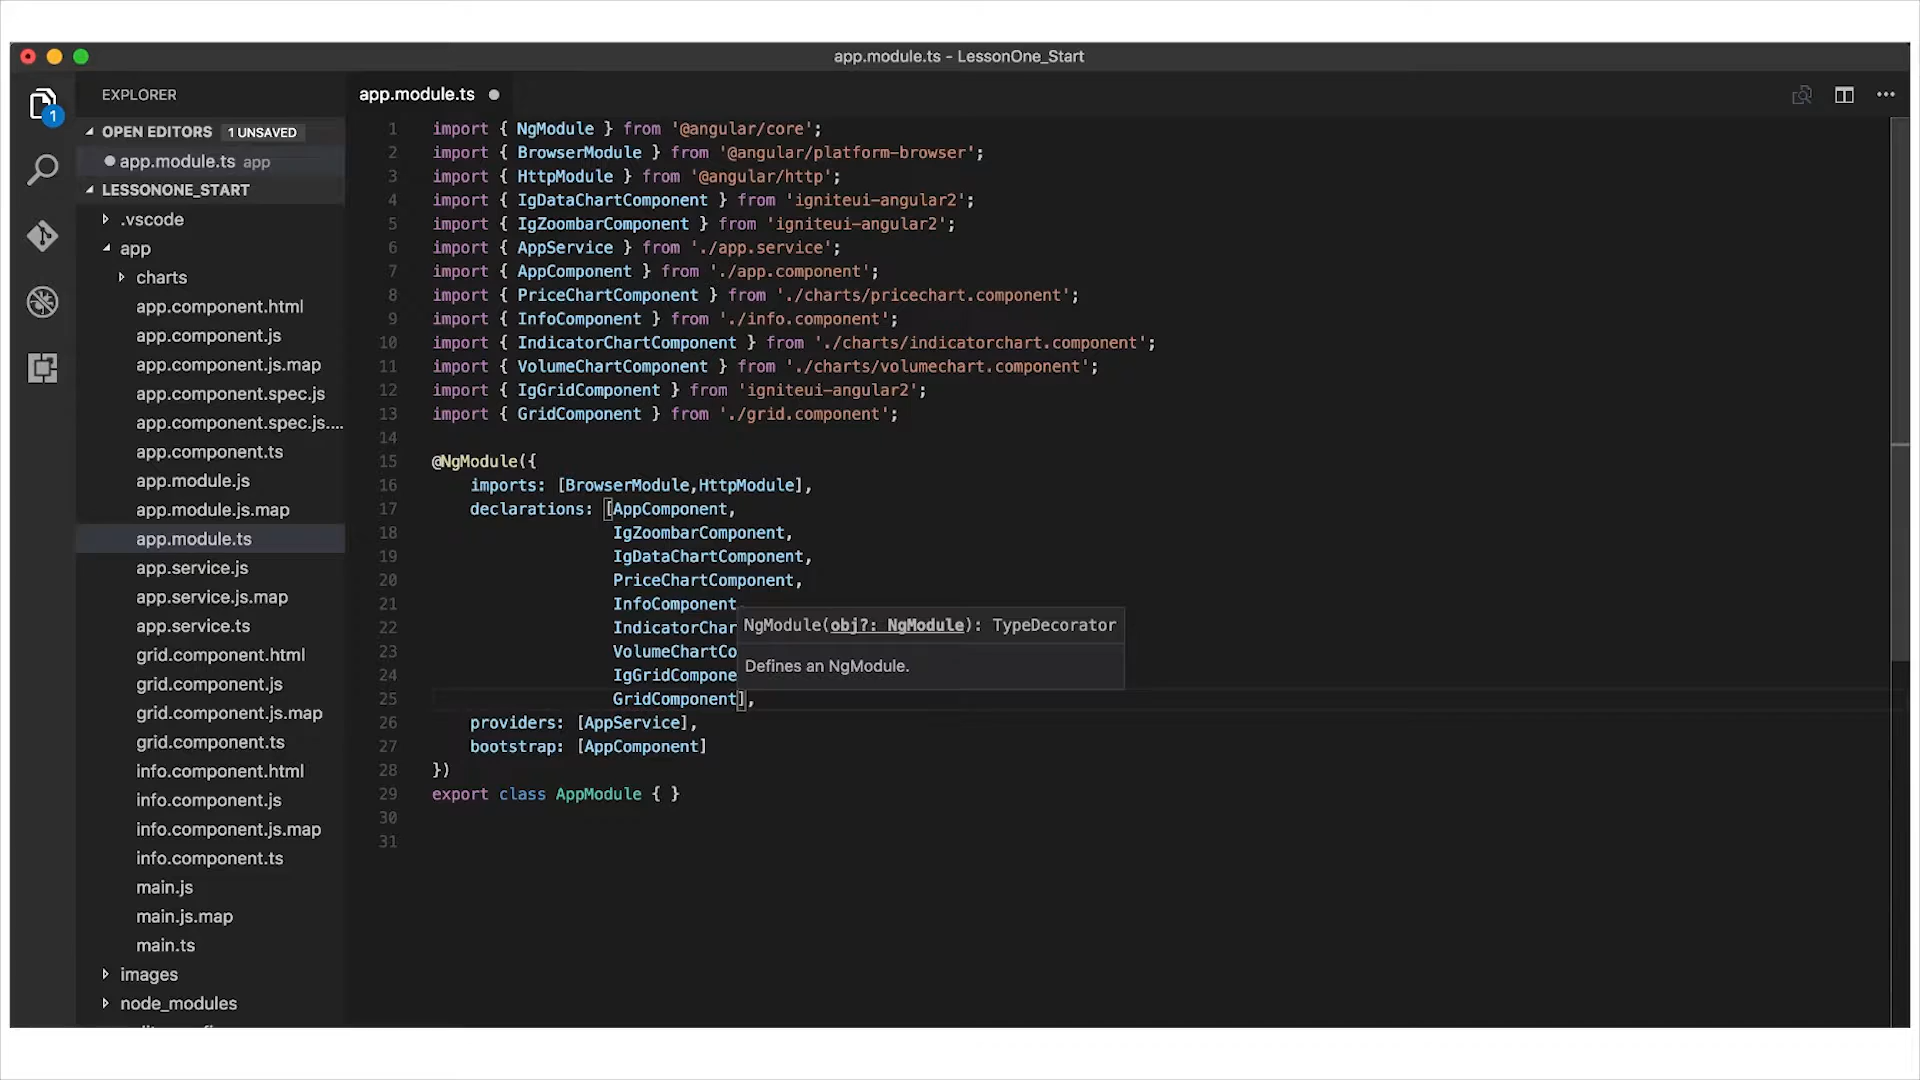 app.module.ts - LessonOne_Start
EXPLORER
OPEN EDITORS 1 UNSAVED
app.module.ts app
LESSONONE_START
.vscode
app
charts
app.component.html
app.component.js
app.component.js.map
app.component.spec.js
app.component.spec.js....
app.component.ts
app.module.js
app.module.js.map
app.module.ts
app.service.js
app.service.js.map
app.service.ts
grid.component.html
grid.component.js
grid.component.js.map
grid.component.ts
info.component.html
info.component.js
info.component.js.map
info.component.ts
main.js
main.js.map
main.ts
images
node_modules
1
app.module.ts
1 import { NgModule } from '@angular/core';
2 import { BrowserModule } from '@angular/platform-browser';
3 import { HttpModule } from '@angular/http';
4 import { IgDataChartComponent } from 'igniteui-angular2';
5 import { IgZoombarComponent } from 'igniteui-angular2';
6 import { AppService } from './app.service';
7 import { AppComponent } from './app.component';
8 import { PriceChartComponent } from './charts/pricechart.component';
9 import { InfoComponent } from './info.component';
10 import { IndicatorChartComponent } from './charts/indicatorchart.component';
11 import { VolumeChartComponent } from './charts/volumechart.component';
12 import { IgGridComponent } from 'igniteui-angular2';
13 import { GridComponent } from './grid.component';
14
15 @NgModule({
16 imports: [BrowserModule,HttpModule],
17 declarations: [AppComponent,
18 IgZoombarComponent,
19 IgDataChartComponent,
20 PriceChartComponent,
21 InfoComponent,
22 IndicatorChar
23 VolumeChartCo
24 IgGridCompone
25 GridComponent],
26 providers: [AppService],
27 bootstrap: [AppComponent]
28 })
29 export class AppModule { }
30
31
NgModule(obj?: NgModule): TypeDecorator
Defines an NgModule.